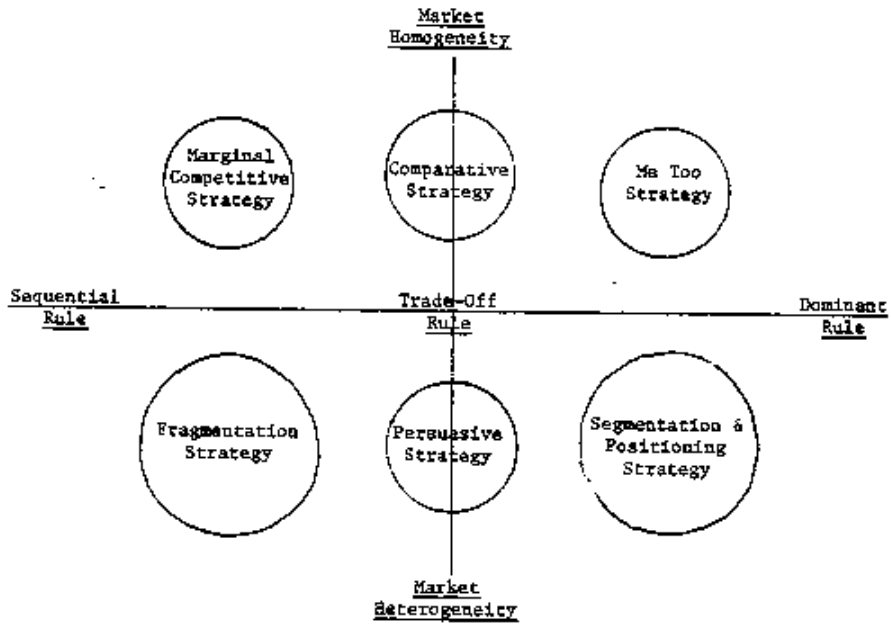 Market
Homogeneity
Marginal
Competitive
Strategy
Comparative
Strategy
Me Too
Strategy
Sequential
Rule
Trade-Off
Rule
Dominant
Rule
Fragmentation
Strategy
Persuasive
Strategy
Segmentation &
Positioning
Strategy
Market
Heterogeneity